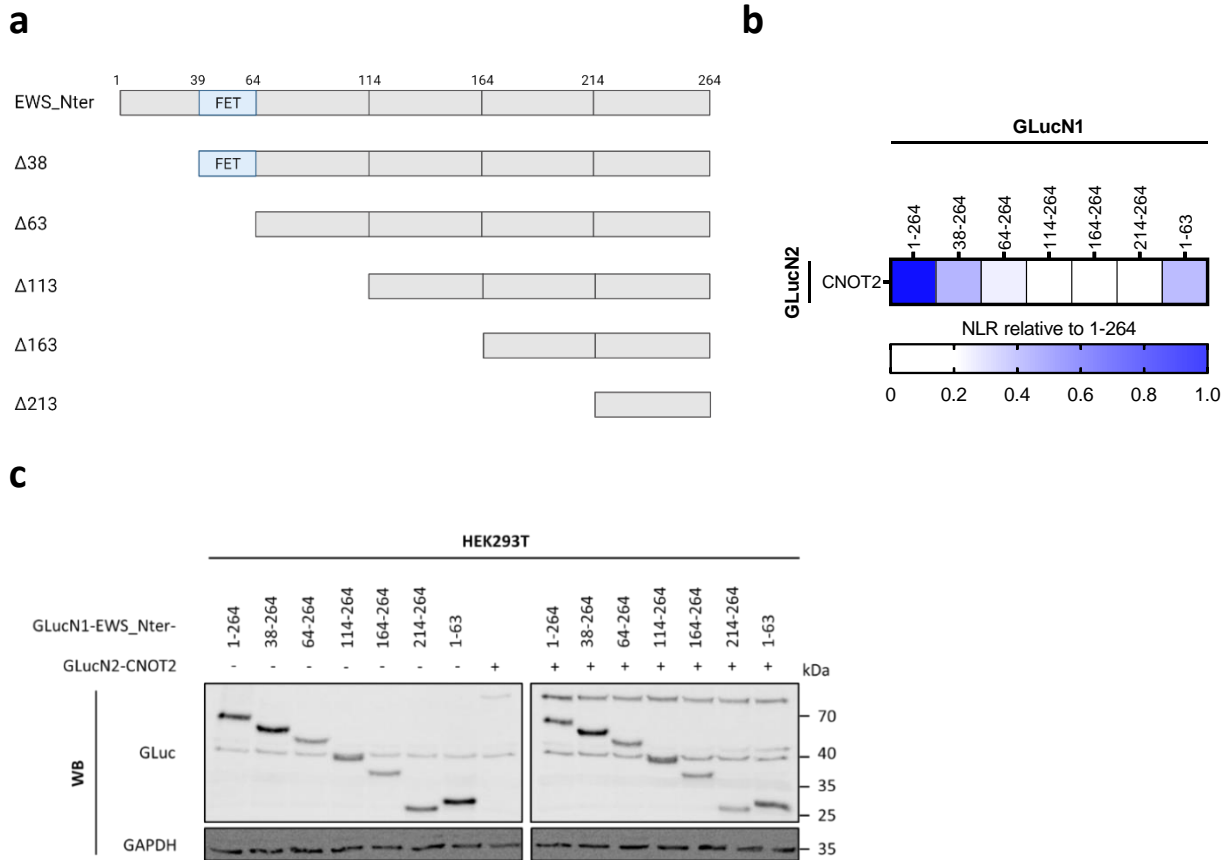 a
1 39 64 114 164 214 264
EWS_Nter FET
Δ38 FET
Δ63
Δ113
Δ163
Δ213
b
GLucN1
1-264 38-264 64-264 114-264 164-264 214-264 1-63
GLucN2 CNOT2
NLR relative to 1-264
0 0.2 0.4 0.6 0.8 1.0
c
HEK293T
GLucN1-EWS_Nter- 1-264 38-264 64-264 114-264 164-264 214-264 1-63 1-264 38-264 64-264 114-264 164-264 214-264 1-63
GLucN2-CNOT2 - - - - - - - + + + + + + + +
kDa
70
WB GLuc 40
35
25
GAPDH 35